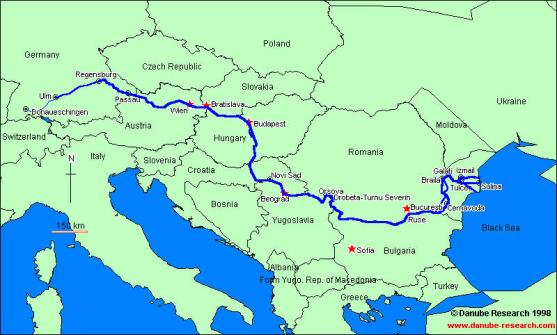 Germany
Poland
Regensburg
Czech Republic
Ulm
Passau
Slovakia
Ukraine
Donaueschingen
Wien
Bratislava
Budapest
Moldova
Switzerland
Austria
Hungary
Italy
Romania
N
Slovenia
Novi Sad
Galati
Izmail
Braila
Tulcea
Sulina
Croatia
Orsova
Drobeta-Turnu Severin
Beograd
Bucuresti
Cernavoda
Bosnia
Yugoslavia
Ruse
150 km
Black Sea
Sofia
Bulgaria
Albania
Form Yugo. Rep. of Macedonia
Turkey
Greece
© Danube Research 1998
www.danube-research.com